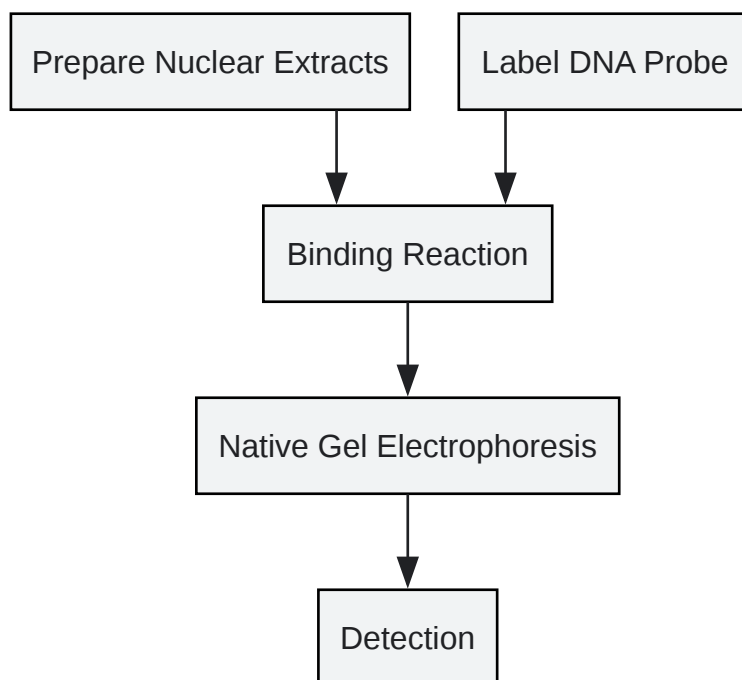 Prepare Nuclear Extracts
Label DNA Probe
Binding Reaction
Native Gel Electrophoresis
Detection